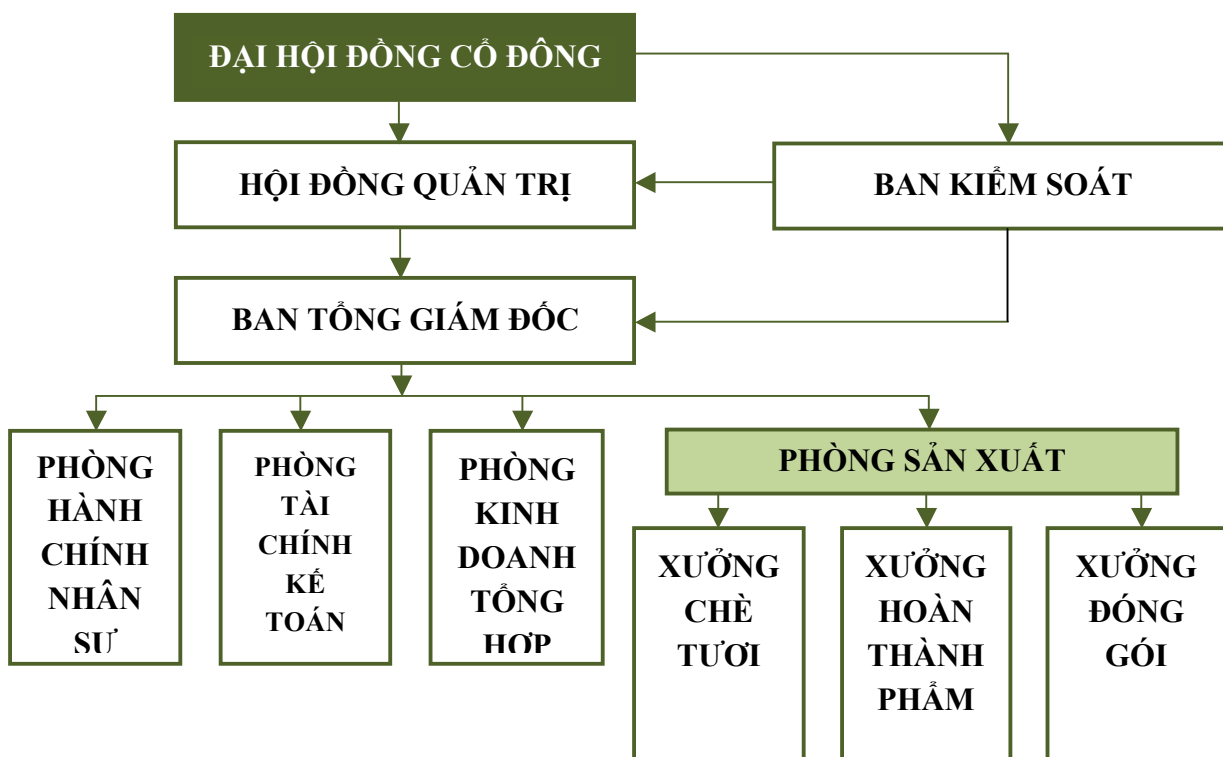 ĐẠI HỘI ĐỒNG CỔ ĐÔNG
HỘI ĐỒNG QUẢN TRỊ
BAN KIỂM SOÁT
BAN TỔNG GIÁM ĐỐC
PHÒNG
HÀNH
CHÍNH
NHÂN
SỰ
PHÒNG
TÀI
CHÍNH
KẾ
TOÁN
PHÒNG
KINH
DOANH
TỔNG
HỢP
PHÒNG SẢN XUẤT
XƯỞNG
CHÈ
TƯƠI
XƯỞNG
HOÀN
THÀNH
PHẨM
XƯỞNG
ĐÓNG
GÓI